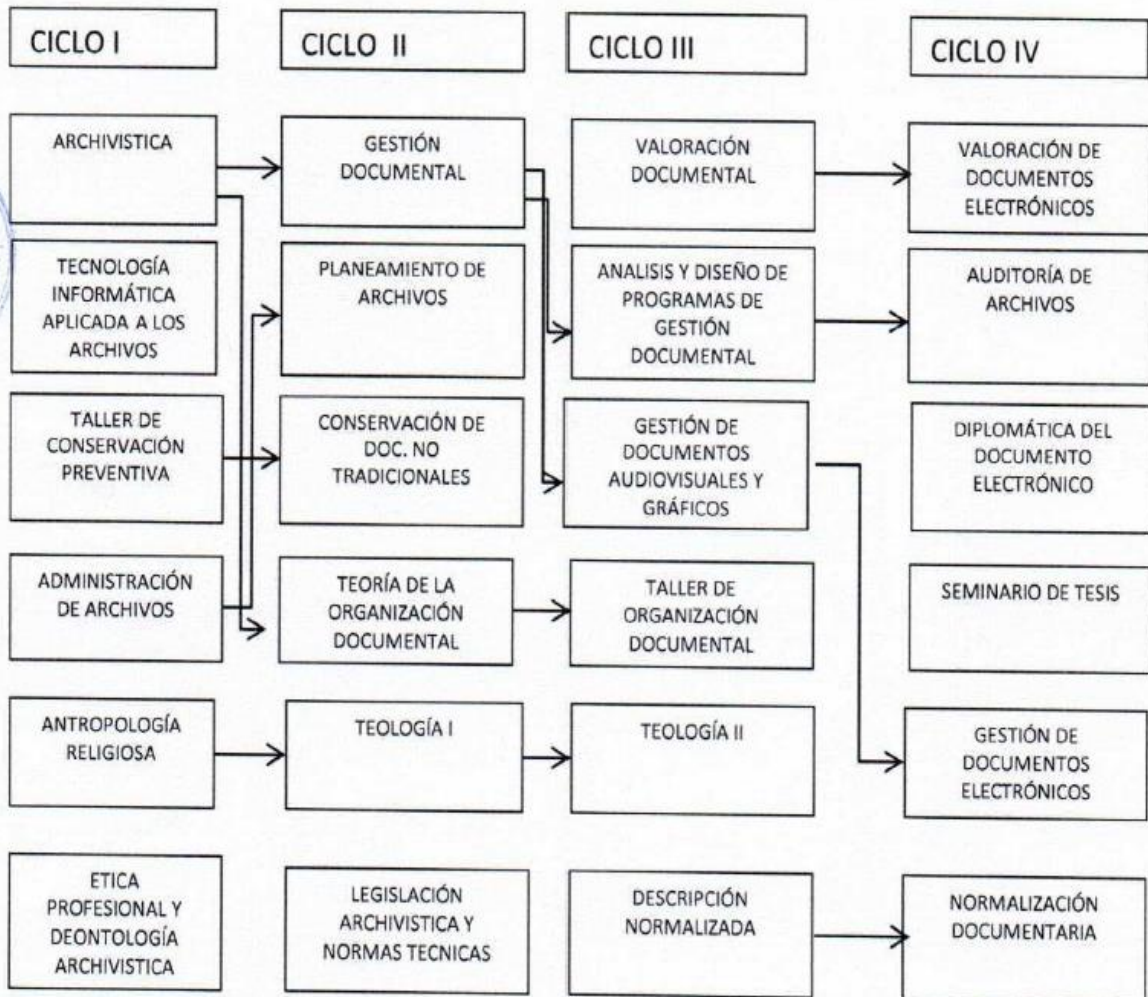 CICLO I
CICLO II
CICLO III
CICLO IV
ARCHIVISTICA
GESTIÓN
DOCUMENTAL
VALORACIÓN
DOCUMENTAL
VALORACIÓN DE
DOCUMENTOS
ELECTRÓNICOS
TECNOLOGÍA
INFORMÁTICA
APLICADA A LOS
ARCHIVOS
PLANEAMIENTO DE
ARCHIVOS
ANALISIS Y DISEÑO DE
PROGRAMAS DE
GESTIÓN
DOCUMENTAL
AUDITORÍA DE
ARCHIVOS
TALLER DE
CONSERVACIÓN
PREVENTIVA
CONSERVACIÓN DE
DOC. NO
TRADICIONALES
GESTIÓN DE
DOCUMENTOS
AUDIOVISUALES Y
GRÁFICOS
DIPLOMÁTICA DEL
DOCUMENTO
ELECTRÓNICO
ADMINISTRACIÓN
DE ARCHIVOS
TEORÍA DE LA
ORGANIZACIÓN
DOCUMENTAL
TALLER DE
ORGANIZACIÓN
DOCUMENTAL
SEMINARIO DE TESIS
ANTROPOLOGÍA
RELIGIOSA
TEOLOGÍA I
TEOLOGÍA II
GESTIÓN DE
DOCUMENTOS
ELECTRÓNICOS
ETICA
PROFESIONAL Y
DEONTOLOGÍA
ARCHIVISTICA
LEGISLACIÓN
ARCHIVISTICA Y
NORMAS TECNICAS
DESCRIPCIÓN
NORMALIZADA
NORMALIZACIÓN
DOCUMENTARIA